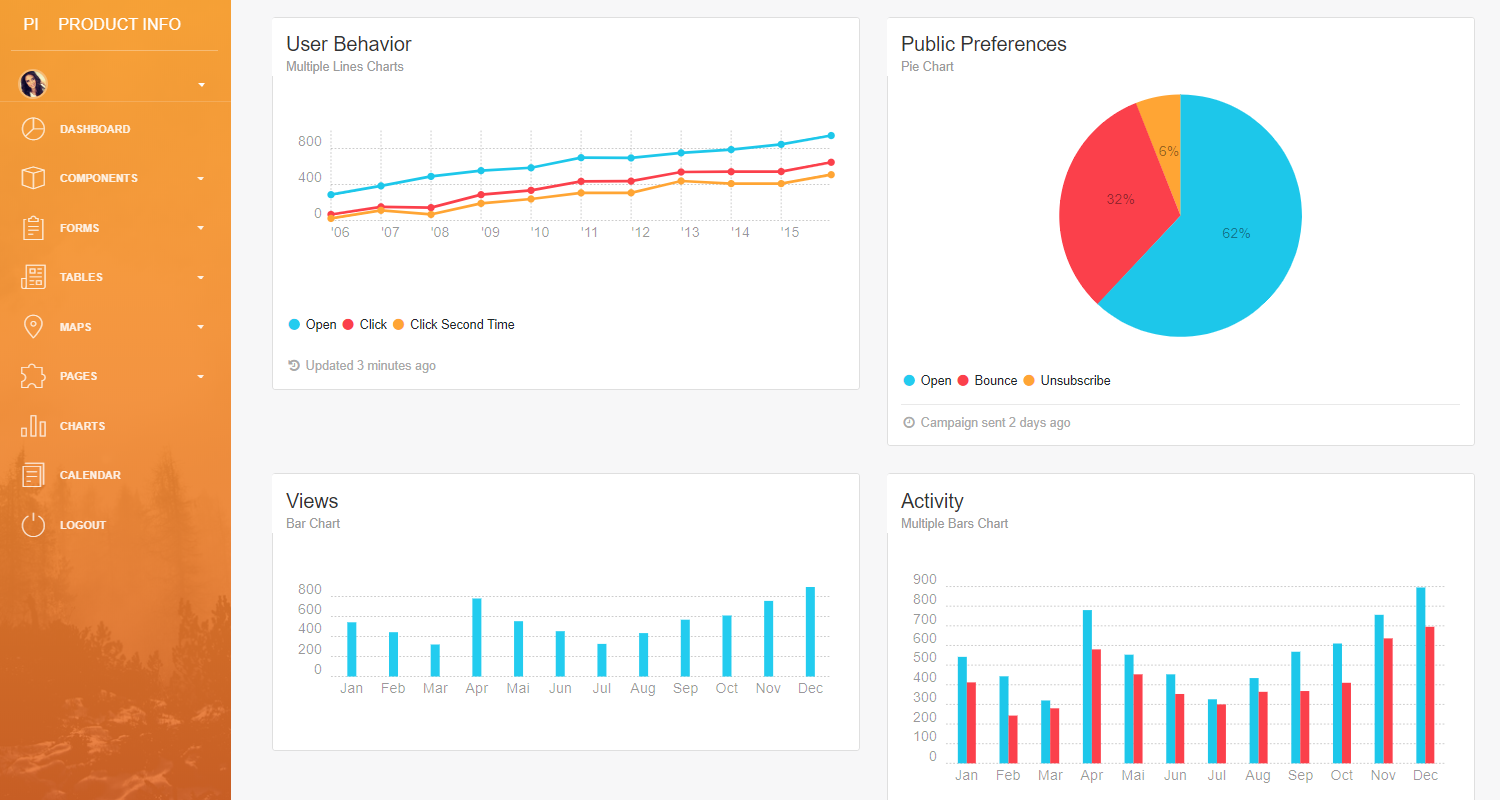 PI PRODUCT INFO
DASHBOARD
COMPONENTS
FORMS
TABLES
MAPS
PAGES
CHARTS
CALENDAR
LOGOUT
User Behavior
Multiple Lines Charts
800
400
0
'06 '07 '08 '09 '10 '11 '12 '13 '14 '15
Open Click Click Second Time
Updated 3 minutes ago
Public Preferences
Pie Chart
6%
32%
62%
Open Bounce Unsubscribe
Campaign sent 2 days ago
Views
Bar Chart
800
600
400
200
0
Jan Feb Mar Apr Mai Jun Jul Aug Sep Oct Nov Dec
Activity
Multiple Bars Chart
900
800
700
600
500
400
300
200
100
0
Jan Feb Mar Apr Mai Jun Jul Aug Sep Oct Nov Dec